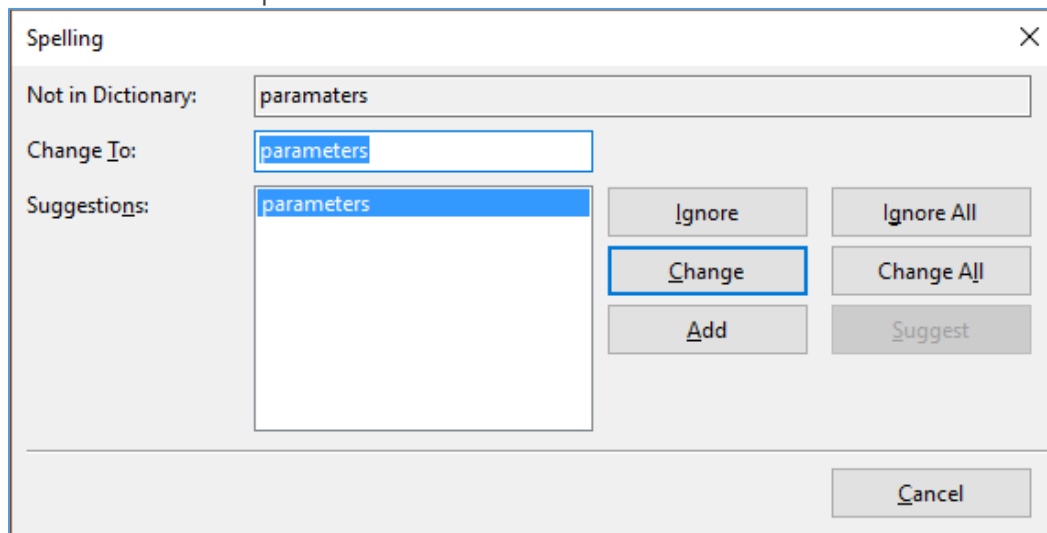 Spelling
Not in Dictionary: paramaters
Change To: parameters
Suggestions: parameters
Ignore Ignore All
Change Change All
Add Suggest
Cancel